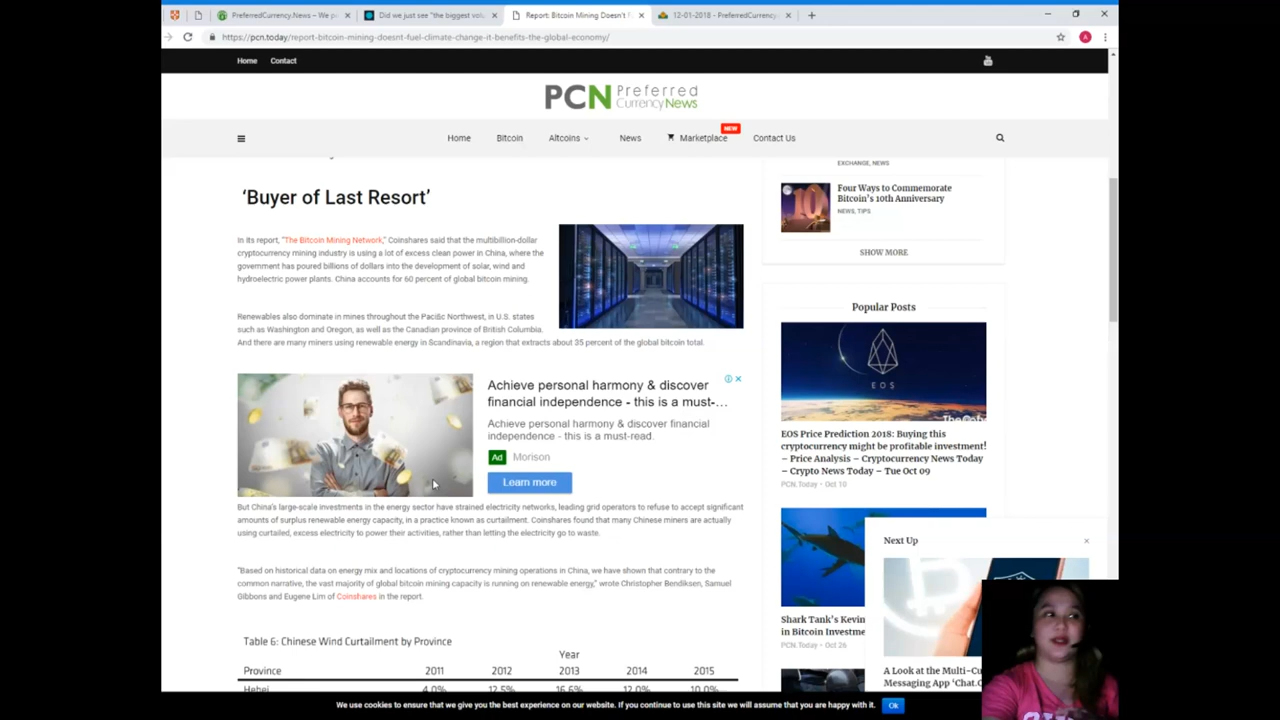 PreferredCurrency.News – We p
Did we just see "the biggest vol
Report: Bitcoin Mining Doesn't F
12-01-2018 - PreferredCurrency
https://pcn.today/report-bitcoin-mining-doesnt-fuel-climate-change-it-benefits-the-global-economy/
A
Home
Contact
PCN Preferred
CurrencyNews
NEW
Home
Bitcoin
Altcoins
News
Marketplace
Contact Us
'Buyer of Last Resort'
In its report, "The Bitcoin Mining Network," Coinshares said that the multibillion-dollar
cryptocurrency mining industry is using a lot of excess clean power in China, where the
government has poured billions of dollars into the development of solar, wind and
hydroelectric power plants. China accounts for 60 percent of global bitcoin mining.
Renewables also dominate in mines throughout the Pacific Northwest, in U.S. states
such as Washington and Oregon, as well as the Canadian province of British Columbia.
And there are many miners using renewable energy in Scandinavia, a region that extracts about 35 percent of the global bitcoin total.
Achieve personal harmony & discover
financial independence - this is a must-...
Achieve personal harmony & discover financial
independence - this is a must-read.
Ad Morison
Learn more
But China's large-scale investments in the energy sector have strained electricity networks, leading grid operators to refuse to accept significant
amounts of surplus renewable energy capacity, in a practice known as curtailment. Coinshares found that many Chinese miners are actually
using curtailed, excess electricity to power their activities, rather than letting the electricity go to waste.
"Based on historical data on energy mix and locations of cryptocurrency mining operations in China, we have shown that contrary to the
common narrative, the vast majority of global bitcoin mining capacity is running on renewable energy," wrote Christopher Bendiksen, Samuel
Gibbons and Eugene Lim of Coinshares in the report.
Table 6: Chinese Wind Curtailment by Province
Year
Province 2011 2012 2013 2014 2015
Hebei 4.0% 12.5% 16.6% 12.0% 10.0%
EXCHANGE, NEWS
10
Four Ways to Commemorate
Bitcoin's 10th Anniversary
NEWS, TIPS
SHOW MORE
Popular Posts
EOS
EOS Price Prediction 2018: Buying this
cryptocurrency might be profitable investment!
– Price Analysis – Cryptocurrency News Today
– Crypto News Today – Tue Oct 09
PCN.Today - Oct 10
Shark Tank's Kevin
in Bitcoin Investme
PCN.Today - Oct 26
Next Up
A Look at the Multi-Cu
Messaging App 'Chat.C
We use cookies to ensure that we give you the best experience on our website. If you continue to use this site we will assume that you are happy with it.
Ok